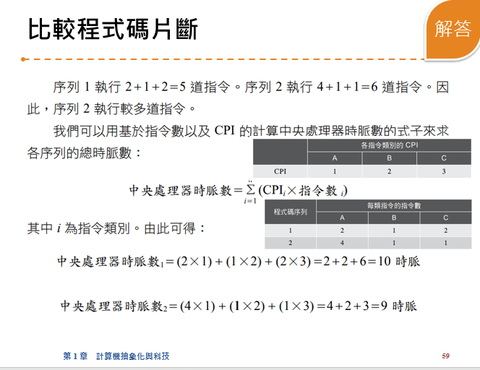 比較程式碼片斷
解答
序列 1 執行 2+1+2=5 道指令。序列 2 執行 4+1+1=6 道指令。因
此，序列 2 執行較多道指令。
我們可以用基於指令數以及 CPI 的計算中央處理器時脈數的式子來求
各序列的總時脈數：
各指令類別的 CPI
A B C
CPI 1 2 3
中央處理器時脈數=Σ(CPIi×指令數 i)
i=1
每類指令的指令數
程式碼序列 A B C
1 2 1 2
2 4 1 1
其中 i 為指令類別。由此可得：
中央處理器時脈數1=(2×1)+(1×2)+(2×3)=2+2+6=10 時脈
中央處理器時脈數2=(4×1)+(1×2)+(1×3)=4+2+3=9 時脈
第 1 章 計算機抽象化與科技
59